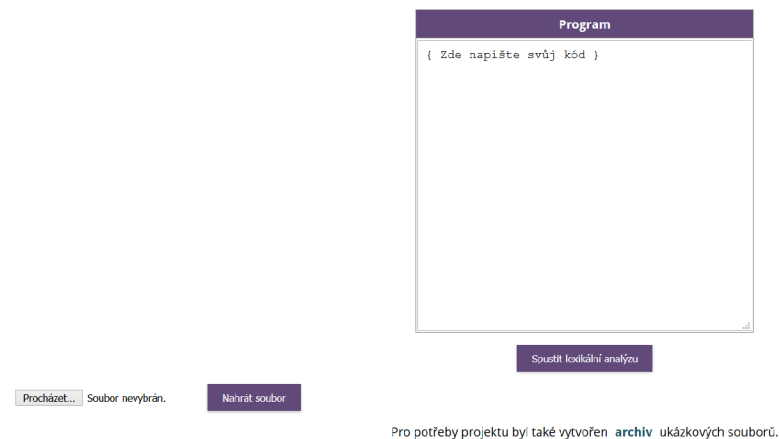 Program
{ Zde napište svůj kód }
Spustit lexikální analýzu
Procházet... Soubor nevybrán. Nahrát soubor
Pro potřeby projektu byl také vytvořen archiv ukázkových souborů.